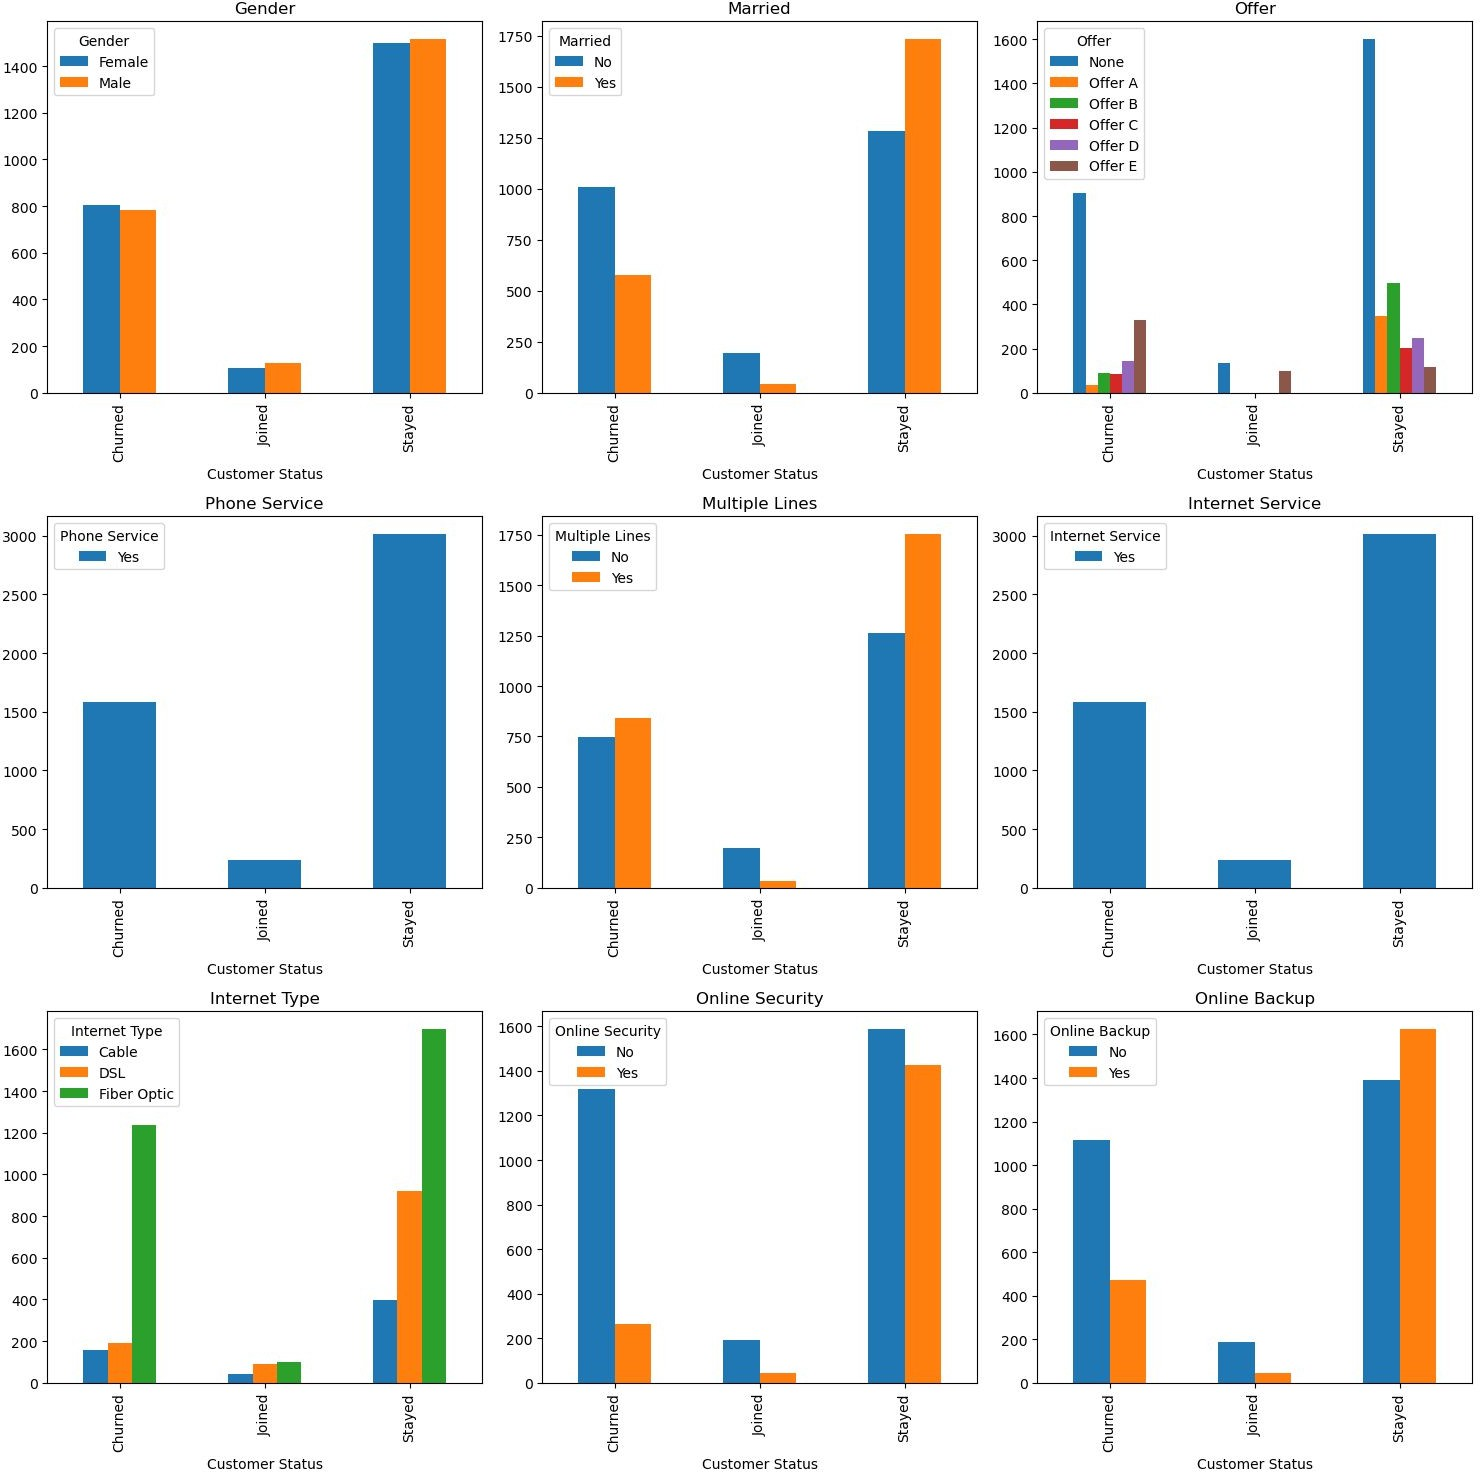 Gender
Gender
Female
Male
1400
1200
1000
800
600
400
200
0
Churned
Joined
Stayed
Customer Status
Married
Married
No
Yes
1750
1500
1250
1000
750
500
250
0
Churned
Joined
Stayed
Customer Status
Offer
Offer
None
Offer A
Offer B
Offer C
Offer D
Offer E
1600
1400
1200
1000
800
600
400
200
0
Churned
Joined
Stayed
Customer Status
Phone Service
Phone Service
Yes
3000
2500
2000
1500
1000
500
0
Churned
Joined
Stayed
Customer Status
Multiple Lines
Multiple Lines
No
Yes
1750
1500
1250
1000
750
500
250
0
Churned
Joined
Stayed
Customer Status
Internet Service
Internet Service
Yes
3000
2500
2000
1500
1000
500
0
Churned
Joined
Stayed
Customer Status
Internet Type
Internet Type
Cable
DSL
Fiber Optic
1600
1400
1200
1000
800
600
400
200
0
Churned
Joined
Stayed
Customer Status
Online Security
Online Security
No
Yes
1600
1400
1200
1000
800
600
400
200
0
Churned
Joined
Stayed
Customer Status
Online Backup
Online Backup
No
Yes
1600
1400
1200
1000
800
600
400
200
0
Churned
Joined
Stayed
Customer Status